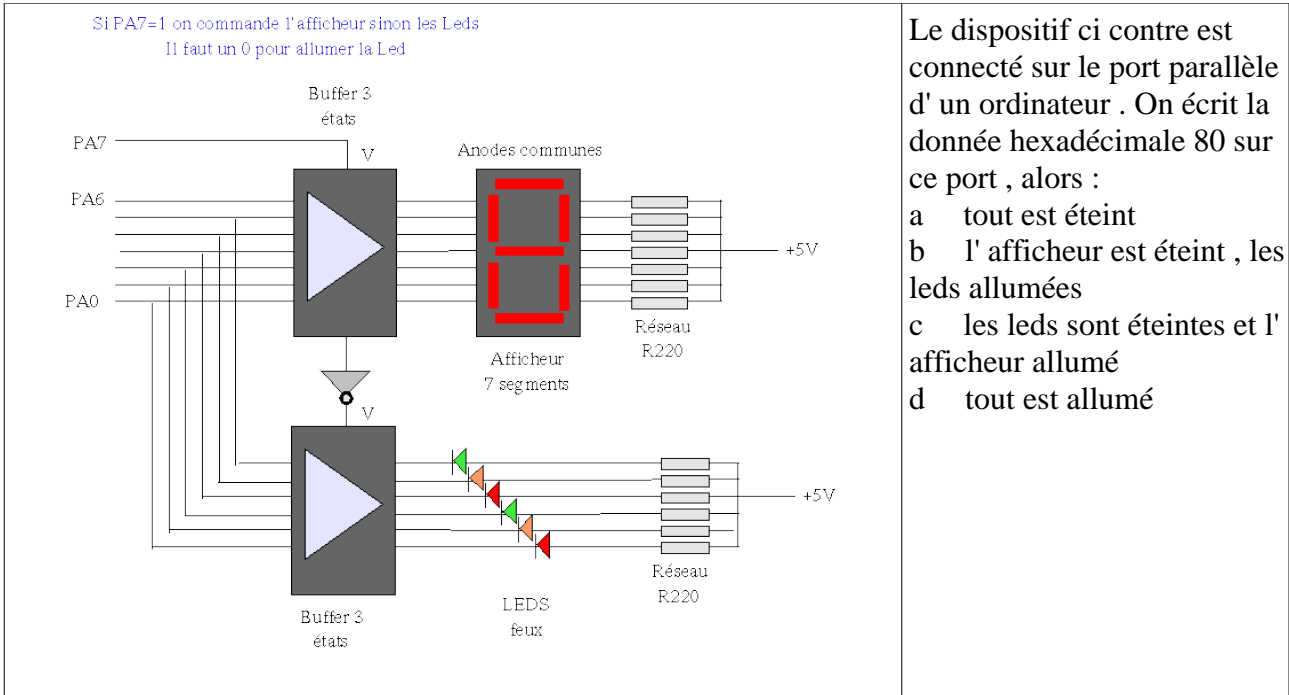 Si PA7=1 on commande l'afficheur sinon les Leds
Il faut un 0 pour allumer la Led
Buffer 3
états
PA7
V
Anodes communes
PA6
+5V
PA0
Réseau
R220
Afficheur
7 segments
V
+5V
Réseau
R220
LEDS
feux
Buffer 3
états
Le dispositif ci contre est
connecté sur le port parallèle
d' un ordinateur . On écrit la
donnée hexadécimale 80 sur
ce port , alors :
a tout est éteint
b l' afficheur est éteint , les
leds allumées
c les leds sont éteintes et l'
afficheur allumé
d tout est allumé